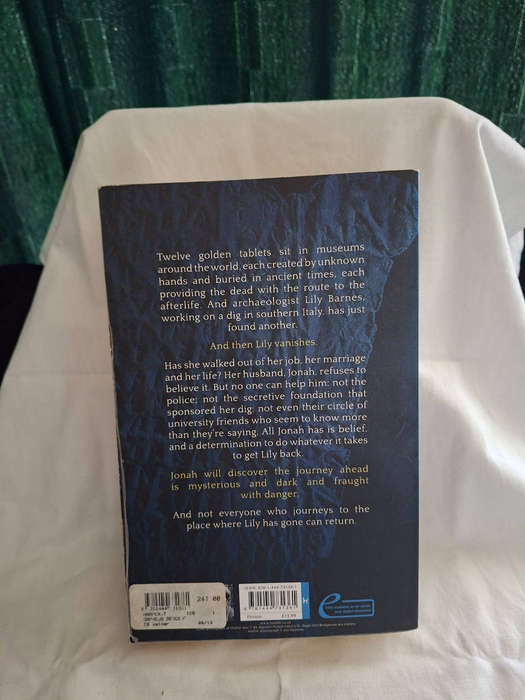 Twelve golden tablets sit in museums
around the world, each created by unknown
hands and buried in ancient times, each
providing the dead with the route to the
afterlife. And archaeologist Lily Barnes,
working on a dig in southern Italy, has just
found another.
And then Lily vanishes.
Has she walked out of her job, her marriage
and her life? Her husband, Jonah, refuses to
believe it. But no one can help him: not the
police; not the secretive foundation that
sponsored her dig; not even their circle of
university friends who seem to know more
than they're saying. All Jonah has is belief,
and a determination to do whatever it takes
to get Lily back.
Jonah will discover the journey ahead
is mysterious and dark and fraught
with danger.
And not everyone who journeys to the
place where Lily has gone can return.
241 00
e